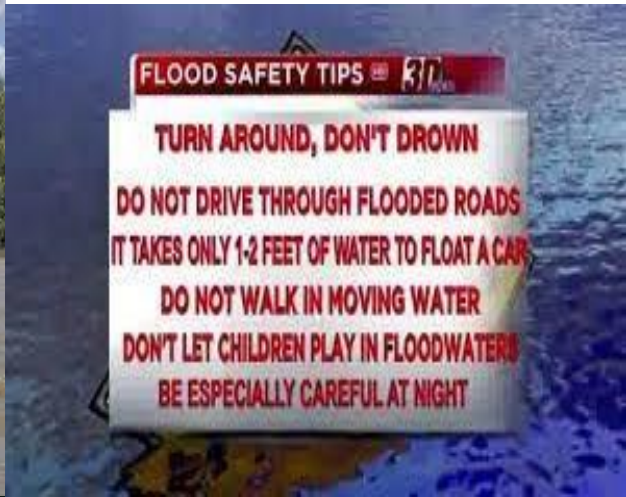 FLOOD SAFETY TIPS
TURN AROUND, DON'T DROWN
DO NOT DRIVE THROUGH FLOODED ROADS
IT TAKES ONLY 1-2 FEET OF WATER TO FLOAT A CAR
DO NOT WALK IN MOVING WATER
DON'T LET CHILDREN PLAY IN FLOODWATERS
BE ESPECIALLY CAREFUL AT NIGHT